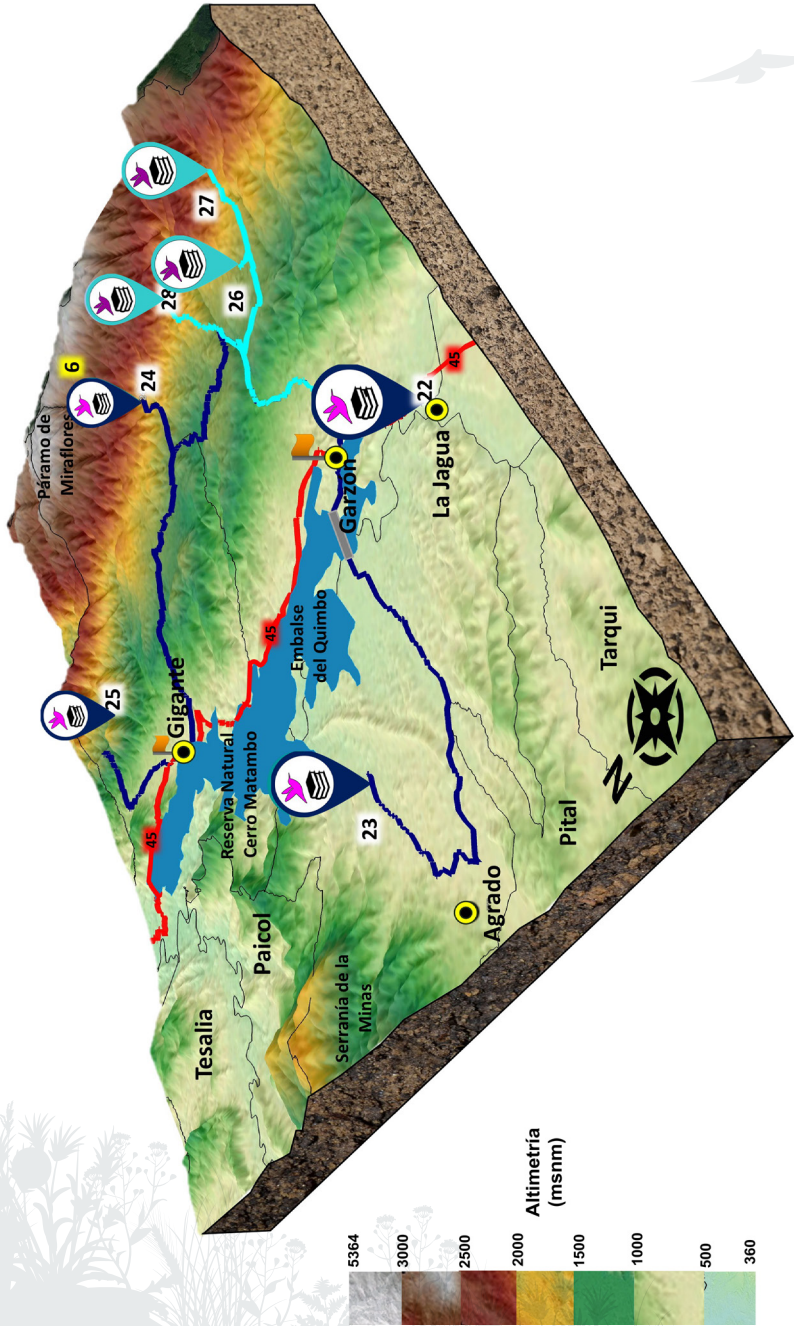 Páramo de
Miraflores
6
24
27
28
26
25
Gigante
45
45
Reserva Natural
Cerro Matambo
Embalse
del Quimbo
Garzón
22
45
La Jagua
23
Tesalia
Paicol
Serranía de la
Minas
Agrado
Pital
Tarqui
N
Altimetría
(msnm)
5364
3000
2500
2000
1500
1000
500
360